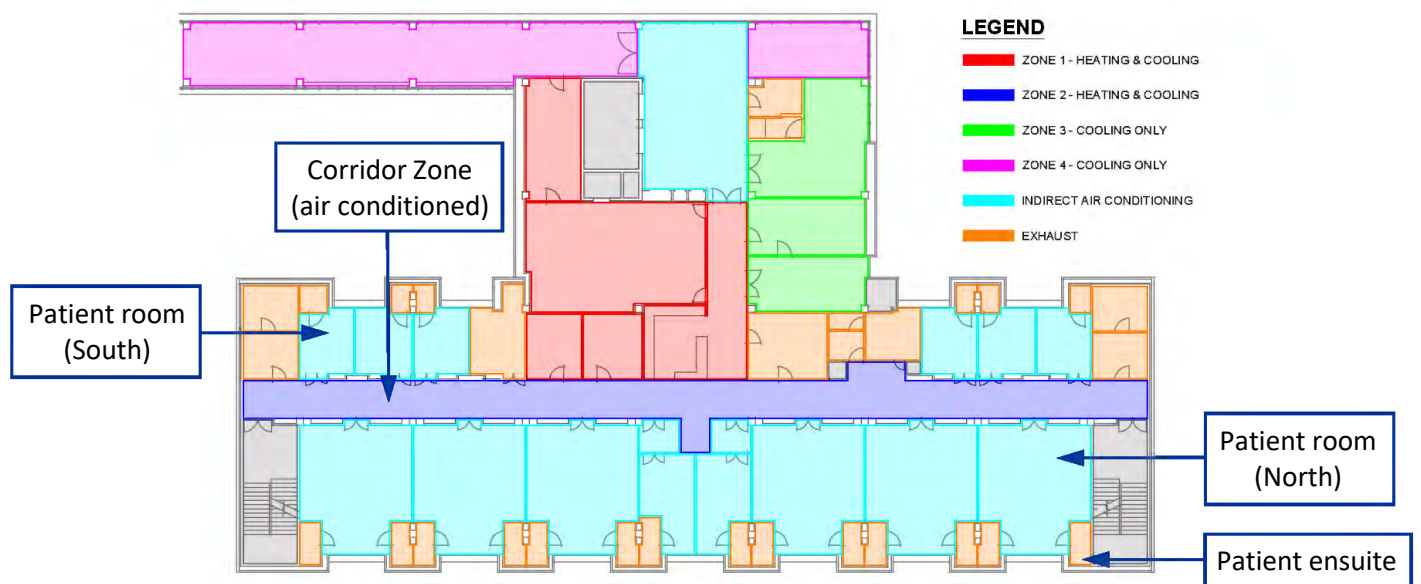 LEGEND
ZONE 1 - HEATING & COOLING
ZONE 2 - HEATING & COOLING
ZONE 3 - COOLING ONLY
ZONE 4 - COOLING ONLY
INDIRECT AIR CONDITIONING
EXHAUST
Corridor Zone
(air conditioned)
Patient room
(South)
Patient room
(North)
Patient ensuite